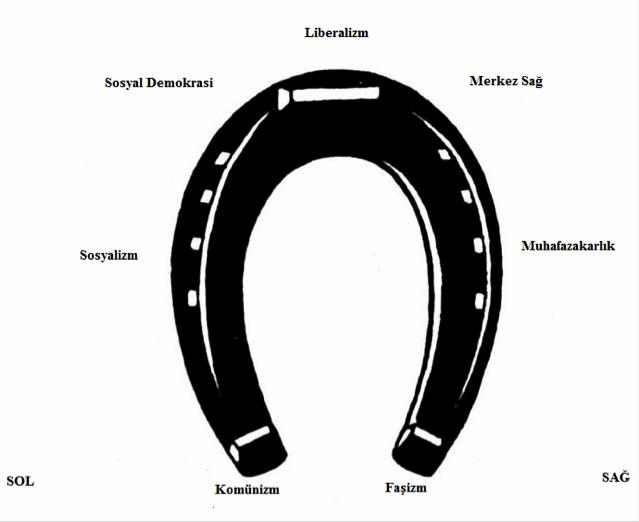 Liberalizm
Sosyal Demokrasi
Merkez Sağ
Sosyalizm
Muhafazakarlık
SOL
Komünizm
Faşizm
SAĞ